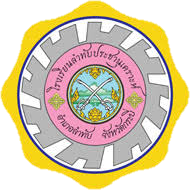 โรงเรียนลำทับประชานุเคราะห์
อำเภอลำทับ จังหวัดกระบี่